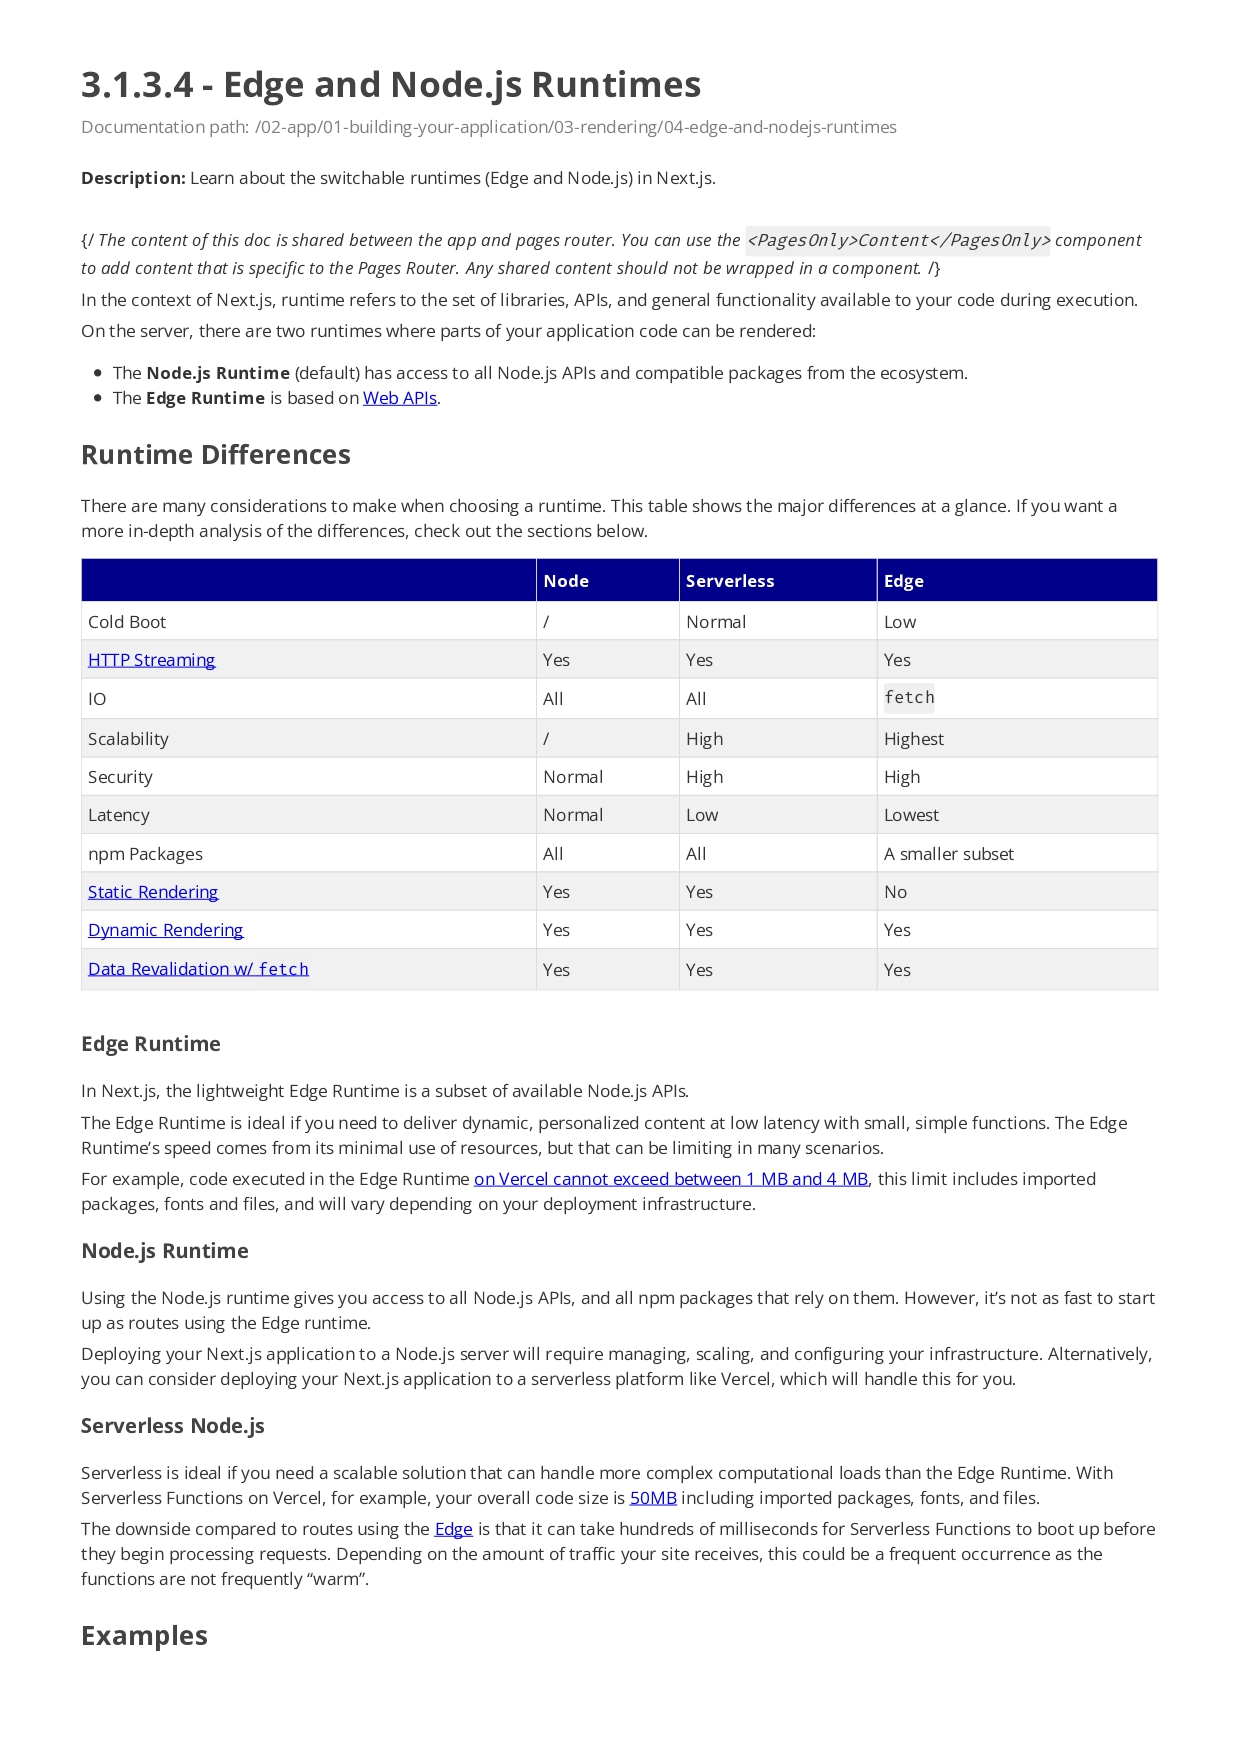 3.1.3.4 - Edge and Node.js Runtimes
Documentation path: /02-app/01-building-your-application/03-rendering/04-edge-and-nodejs-runtimes
Description: Learn about the switchable runtimes (Edge and Node.js) in Next.js.
{/ The content of this doc is shared between the app and pages router. You can use the <PagesOnly>Content</PagesOnly> component
to add content that is specific to the Pages Router. Any shared content should not be wrapped in a component. /}
In the context of Next.js, runtime refers to the set of libraries, APIs, and general functionality available to your code during execution.
On the server, there are two runtimes where parts of your application code can be rendered:
• The Node.js Runtime (default) has access to all Node.js APIs and compatible packages from the ecosystem.
• The Edge Runtime is based on Web APIs.
Runtime Differences
There are many considerations to make when choosing a runtime. This table shows the major differences at a glance. If you want a
more in-depth analysis of the differences, check out the sections below.
Node Serverless Edge
Cold Boot / Normal Low
HTTP Streaming Yes Yes Yes
IO All All fetch
Scalability / High Highest
Security Normal High High
Latency Normal Low Lowest
npm Packages All All A smaller subset
Static Rendering Yes Yes No
Dynamic Rendering Yes Yes Yes
Data Revalidation w/ fetch Yes Yes Yes
Edge Runtime
In Next.js, the lightweight Edge Runtime is a subset of available Node.js APIs.
The Edge Runtime is ideal if you need to deliver dynamic, personalized content at low latency with small, simple functions. The Edge
Runtime’s speed comes from its minimal use of resources, but that can be limiting in many scenarios.
For example, code executed in the Edge Runtime on Vercel cannot exceed between 1 MB and 4 MB, this limit includes imported
packages, fonts and files, and will vary depending on your deployment infrastructure.
Node.js Runtime
Using the Node.js runtime gives you access to all Node.js APIs, and all npm packages that rely on them. However, it’s not as fast to start
up as routes using the Edge runtime.
Deploying your Next.js application to a Node.js server will require managing, scaling, and configuring your infrastructure. Alternatively,
you can consider deploying your Next.js application to a serverless platform like Vercel, which will handle this for you.
Serverless Node.js
Serverless is ideal if you need a scalable solution that can handle more complex computational loads than the Edge Runtime. With
Serverless Functions on Vercel, for example, your overall code size is 50MB including imported packages, fonts, and files.
The downside compared to routes using the Edge is that it can take hundreds of milliseconds for Serverless Functions to boot up before
they begin processing requests. Depending on the amount of traffic your site receives, this could be a frequent occurrence as the
functions are not frequently “warm”.
Examples